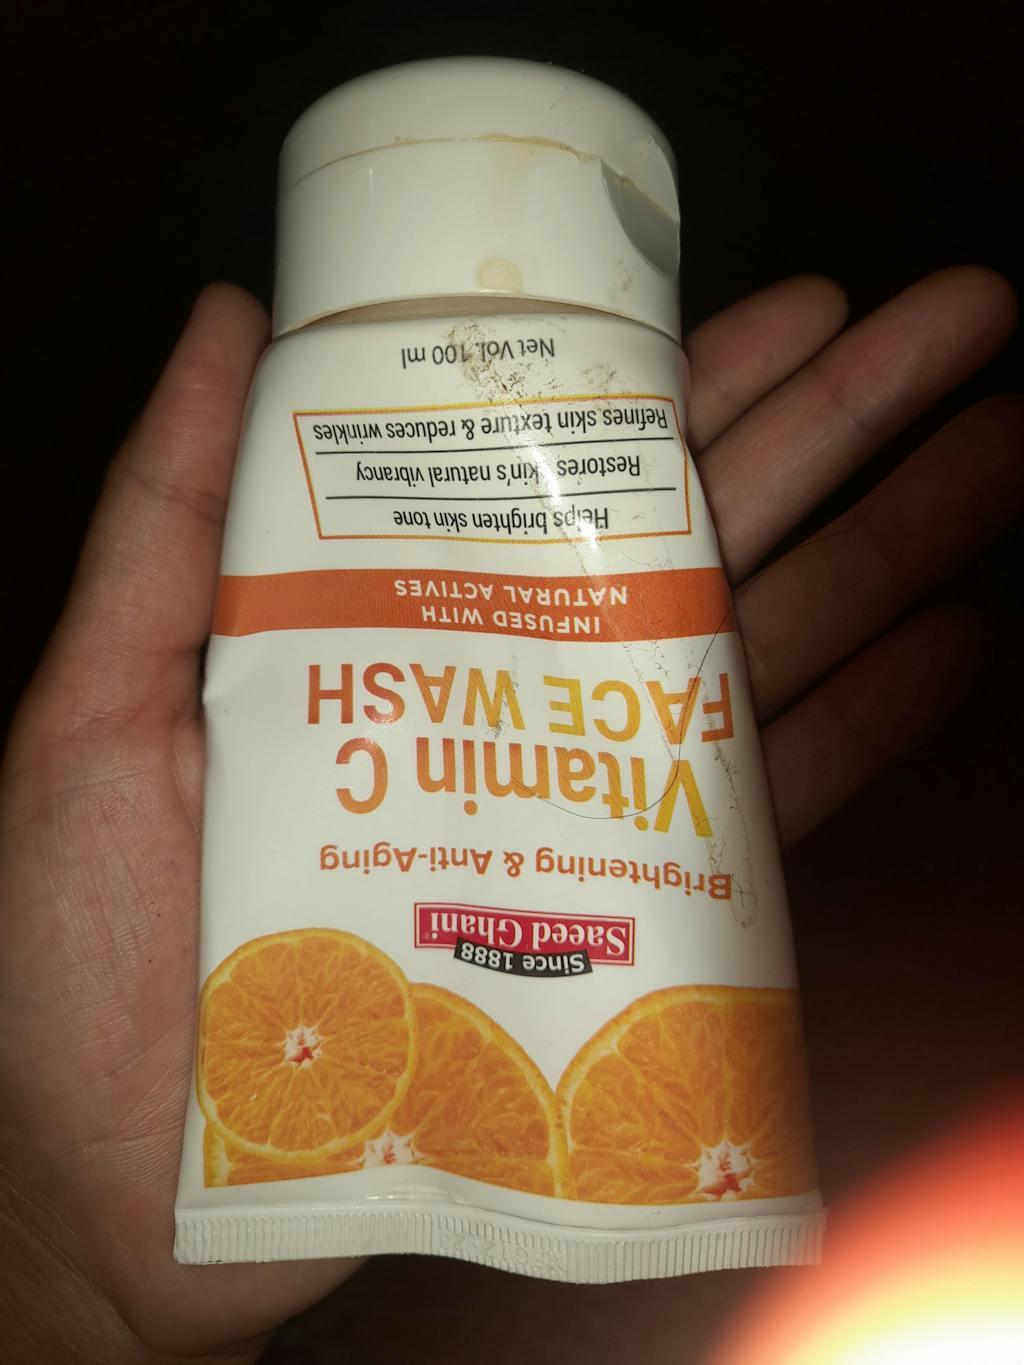 Since 1888
Saeed Ghani®
Brightening & Anti-Aging
Vitamin C
FACE WASH
INFUSED WITH
NATURAL ACTIVES
Helps brighten skin tone
Restores skin's natural vibrancy
Refines skin texture & reduces wrinkles
Net Vol. 100 ml